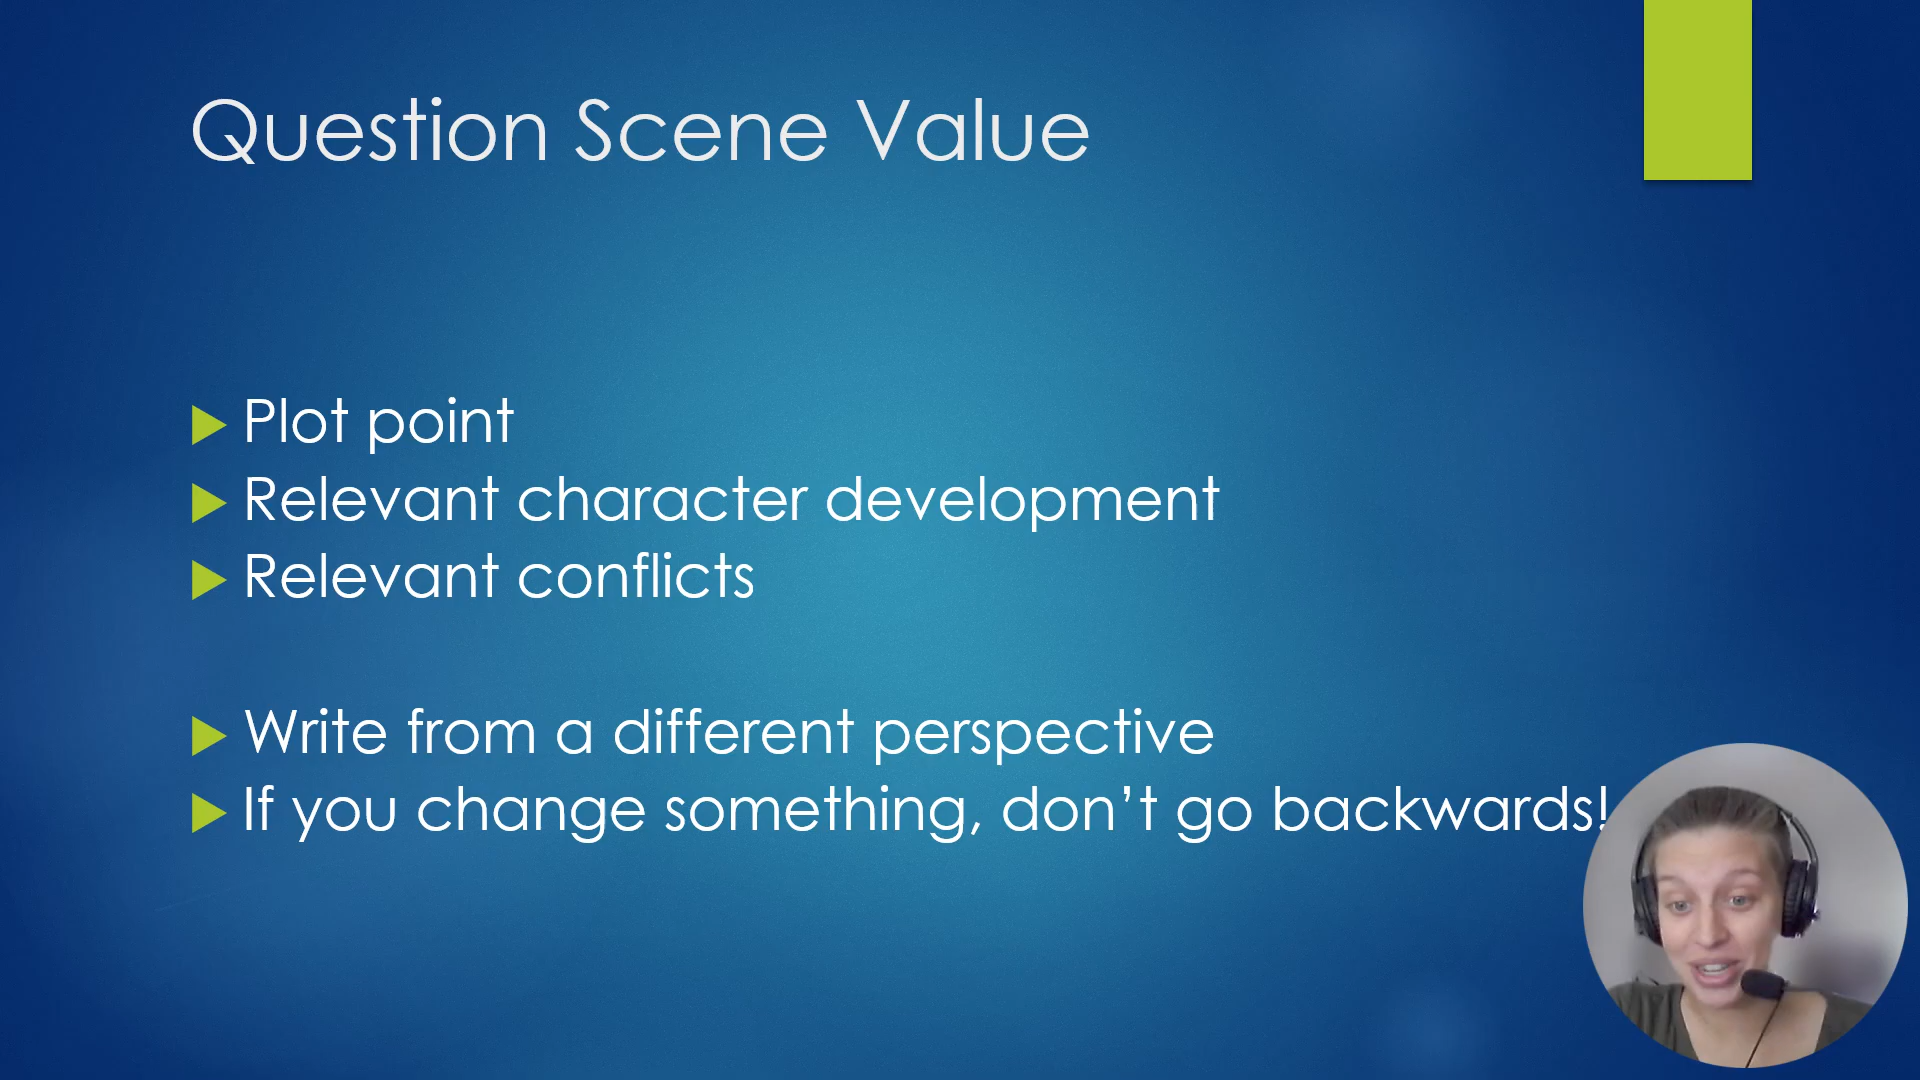 Question Scene Value
Plot point
Relevant character development
Relevant conflicts
Write from a different perspective
If you change something, don’t go backwards!